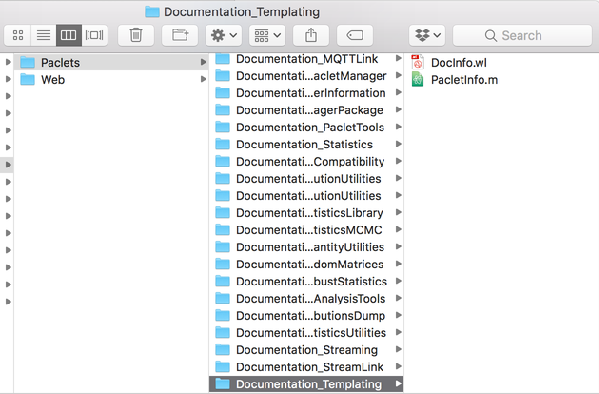 Documentation_Templating
Search
Paclets
Web
Documentation_MQTTLink
Documentati...acletManager
Documentati...erInformation
Documentati...agerPackage
Documentation_PacletTools
Documentation_Statistics
Documentati...Compatibility
Documentati...utionUtilities
Documentati...utionUtilities
Documentati...tisticsLibrary
Documentati...tisticsMCMC
Documentati...antityUtilities
Documentati...domMatrices
Documentati...bustStatistics
Documentati...AnalysisTools
Documentati...butionsDump
Documentati...tisticsUtilities
Documentation_Streaming
Documentation_StreamLink
Documentation_Templating
DocInfo.wl
PacletInfo.m